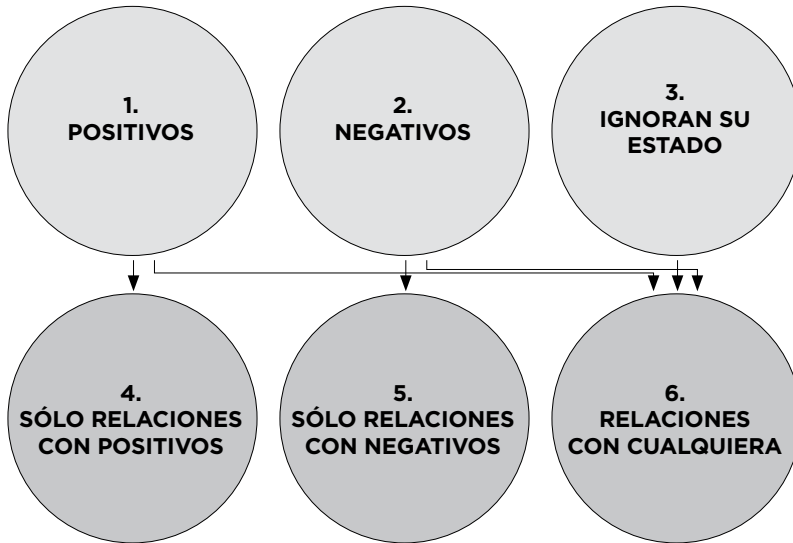 1.
POSITIVOS
2.
NEGATIVOS
3.
IGNORAN SU
ESTADO
4.
SÓLO RELACIONES
CON POSITIVOS
5.
SÓLO RELACIONES
CON NEGATIVOS
6.
RELACIONES
CON CUALQUIERA